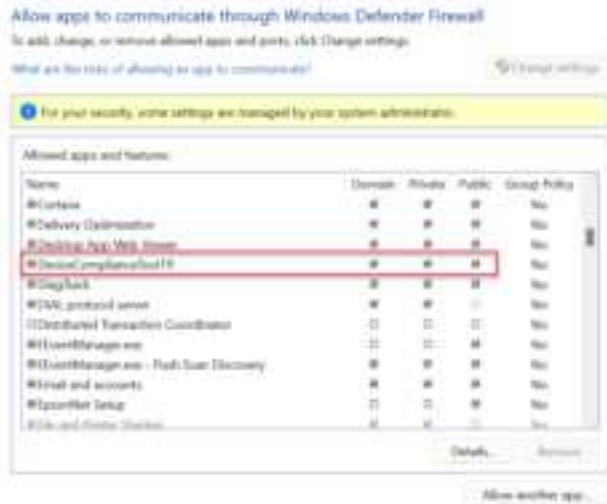 Allow apps to communicate through Windows Defender Firewall
To add, change, or remove allowed apps and ports, click Change settings.
What are the risks of allowing an app to communicate?
Change settings
For your security, some settings are managed by your system administrator.
Allowed apps and features:
Name Domain Private Public Group Policy
Cortana No
Delivery Optimization No
Desktop App Web Viewer No
DeviceComplianceTool19 No
DiagTrack No
DIAL protocol server No
Distributed Transaction Coordinator No
EEventManager.exe No
EEventManager.exe - Push Scan Discovery No
Email and accounts No
EpsonNet Setup No
File and Printer Sharing No
Details... Remove
Allow another app...